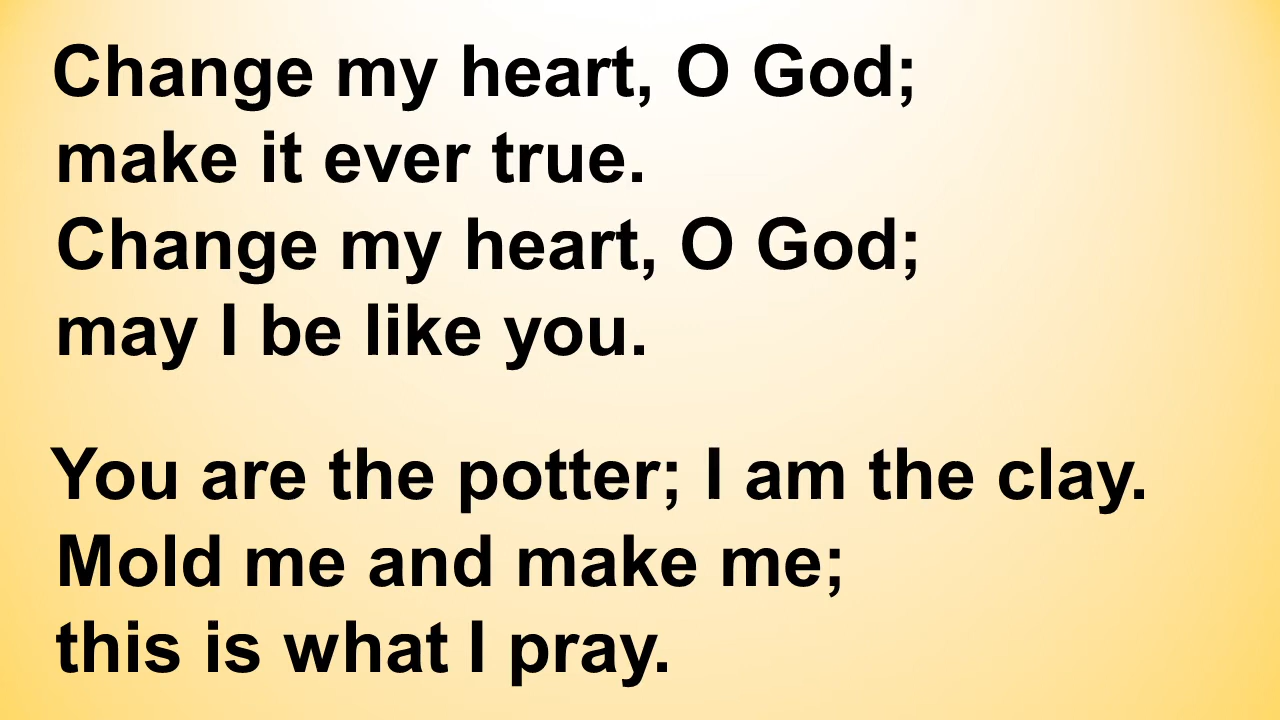 Change my heart, O God;
make it ever true.
Change my heart, O God;
may I be like you.
You are the potter; I am the clay.
Mold me and make me;
this is what I pray.